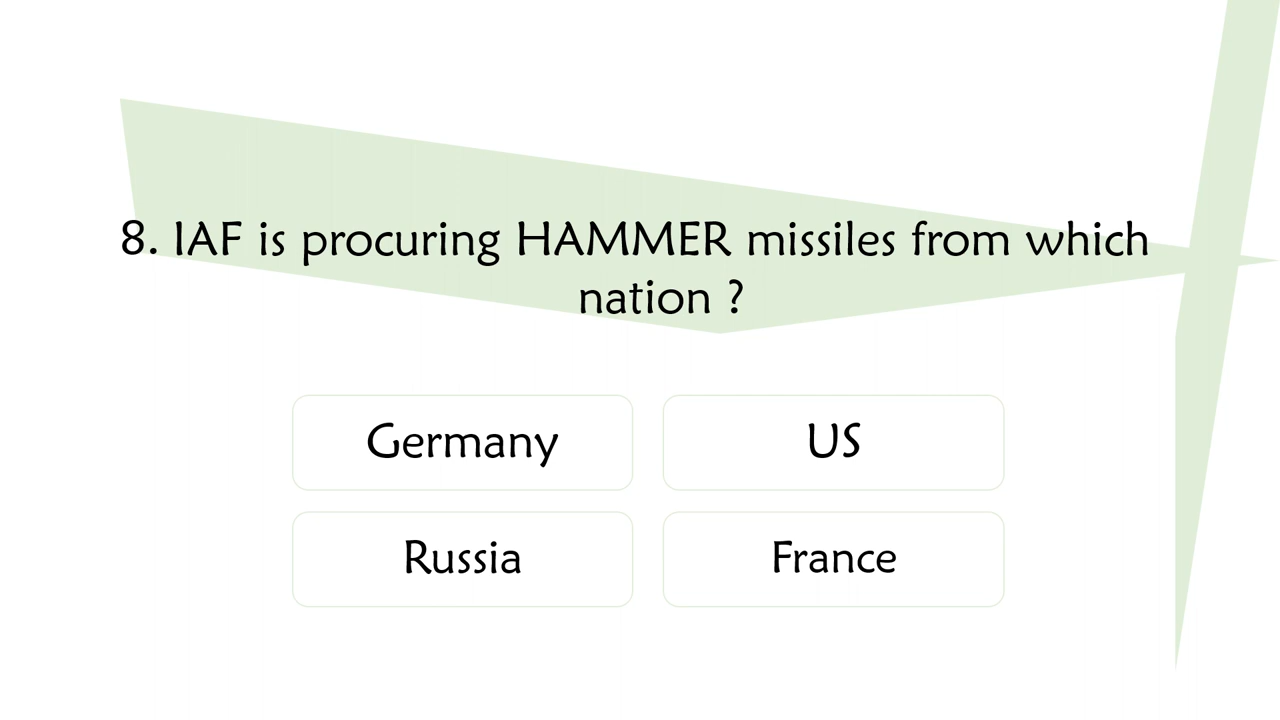 8. IAF is procuring HAMMER missiles from which
nation ?
Germany
US
Russia
France